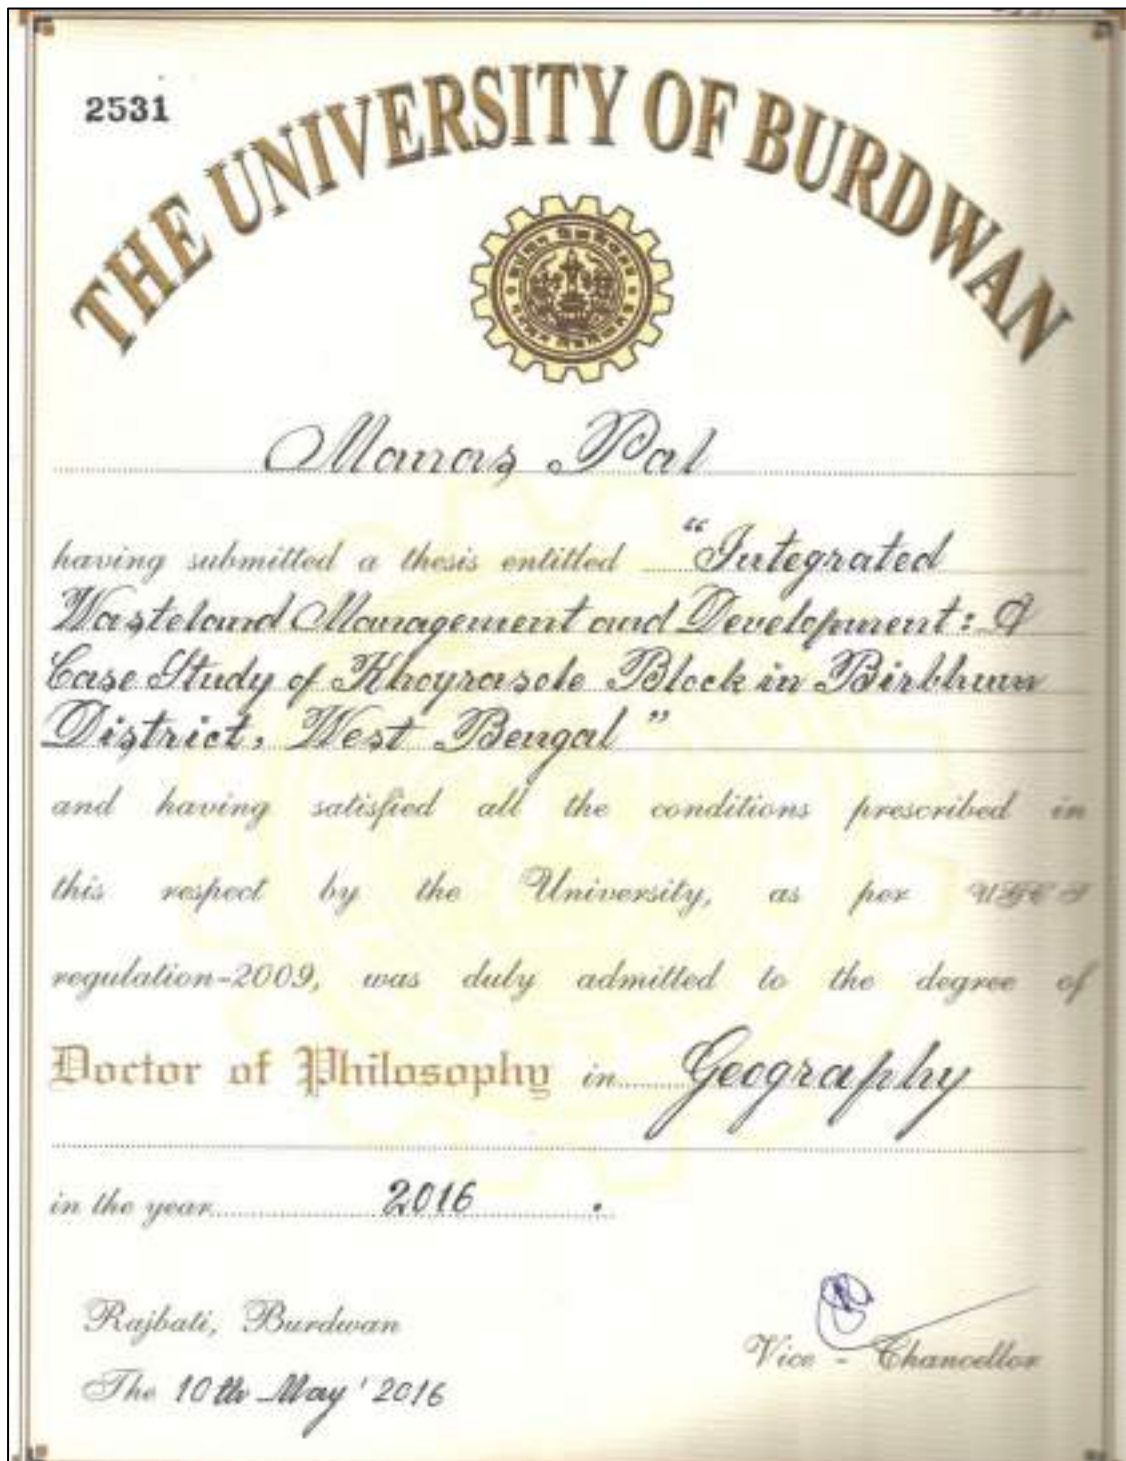 2531
THE UNIVERSITY OF BURDWAN
Manas Pal
having submitted a thesis entitled "Integrated
Wasteland Management and Development: A
Case Study of Khoyrasole Block in Birbhum
District, West Bengal"
and having satisfied all the conditions prescribed in
this respect by the University, as per UGC'S
regulation-2009, was duly admitted to the degree of
Doctor of Philosophy in Geography
in the year 2016 .
Rajbati, Burdwan
Vice - Chancellor
The 10th May' 2016